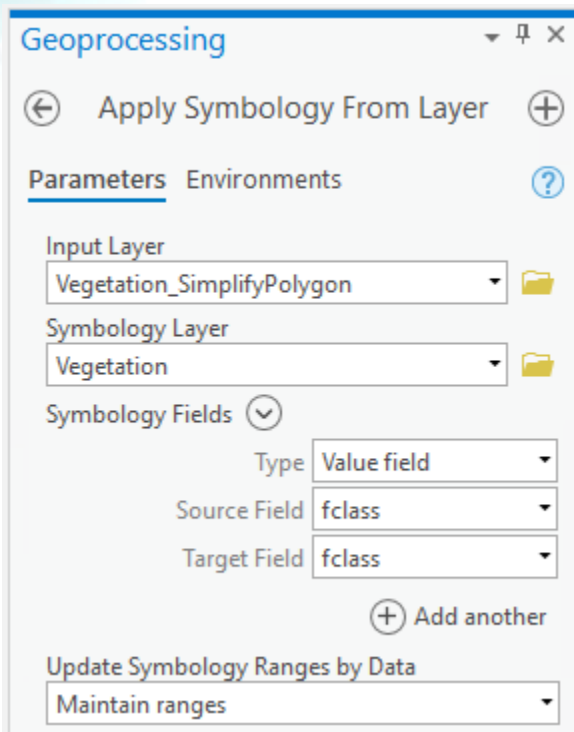 Geoprocessing
Apply Symbology From Layer
Parameters Environments
Input Layer
Vegetation_SimplifyPolygon
Symbology Layer
Vegetation
Symbology Fields
Type Value field
Source Field fclass
Target Field fclass
Add another
Update Symbology Ranges by Data
Maintain ranges